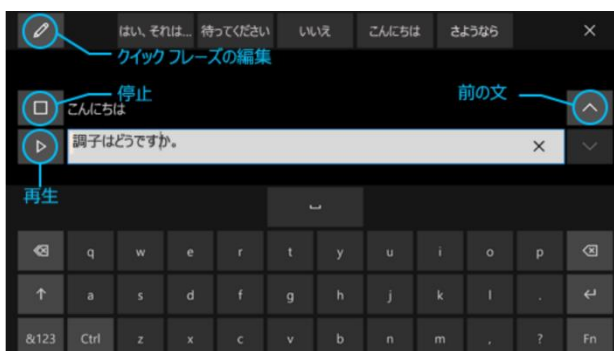 はい、それは... 待ってください いいえ こんにちは さようなら
クイック フレーズの編集
停止
前の文
こんにちは
調子はどうですか。
再生
q w e r t y u i o p
↑ a s d f g h j k l .
&123 Ctrl z x c v b n m , ? Fn